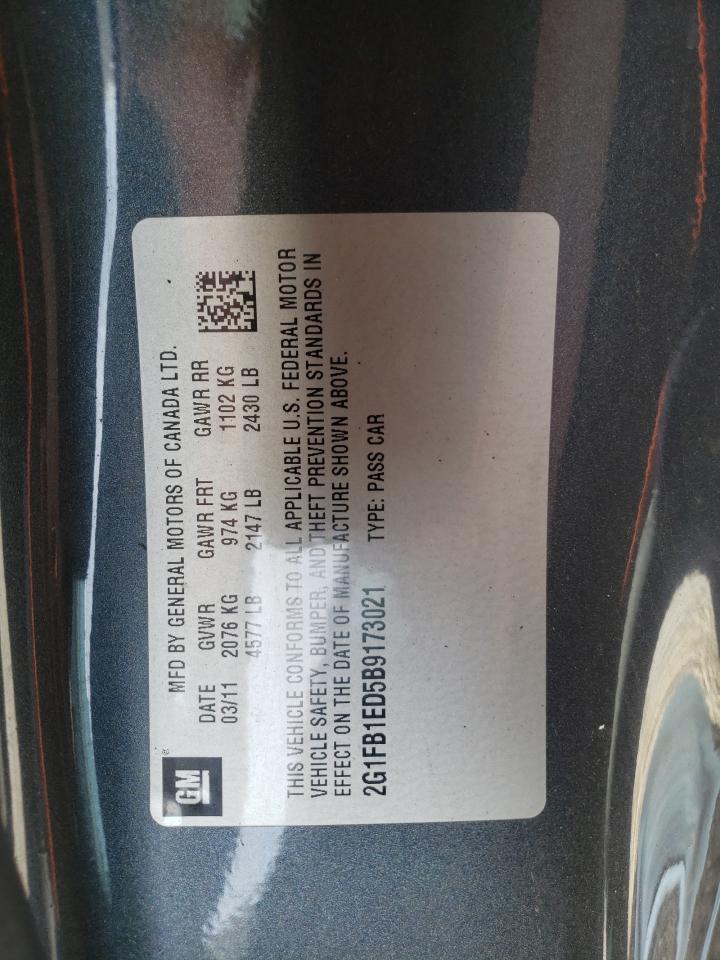 GM ®
MFD BY GENERAL MOTORS OF CANADA LTD.
DATE GVWR GAWR FRT GAWR RR
03/11 2076 KG 974 KG 1102 KG
4577 LB 2147 LB 2430 LB
THIS VEHICLE CONFORMS TO ALL APPLICABLE U.S. FEDERAL MOTOR
VEHICLE SAFETY, BUMPER, AND THEFT PREVENTION STANDARDS IN
EFFECT ON THE DATE OF MANUFACTURE SHOWN ABOVE.
2G1FB1ED5B9173021 TYPE: PASS CAR